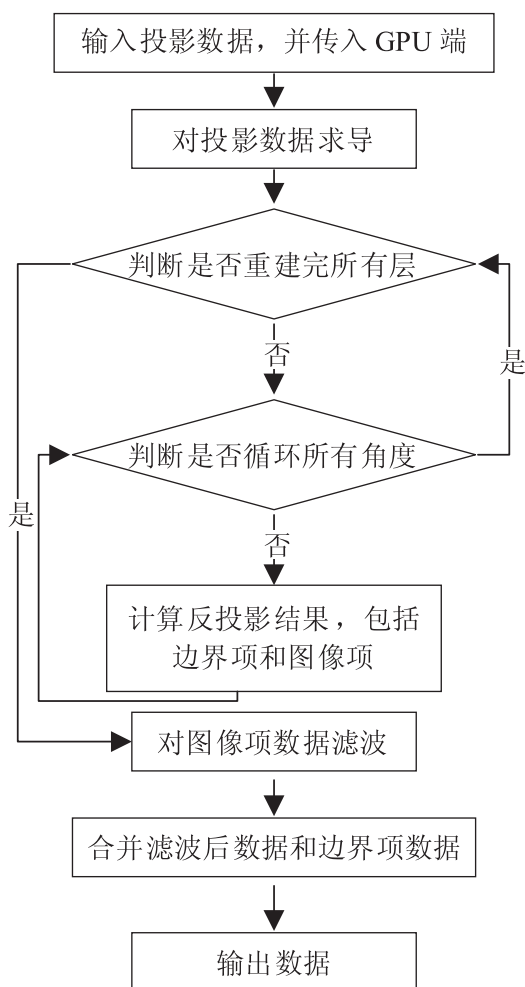 输入投影数据，并传入 GPU 端
对投影数据求导
判断是否重建完所有层
否
是
判断是否循环所有角度
是
否
计算反投影结果，包括
边界项和图像项
对图像项数据滤波
合并滤波后数据和边界项数据
输出数据